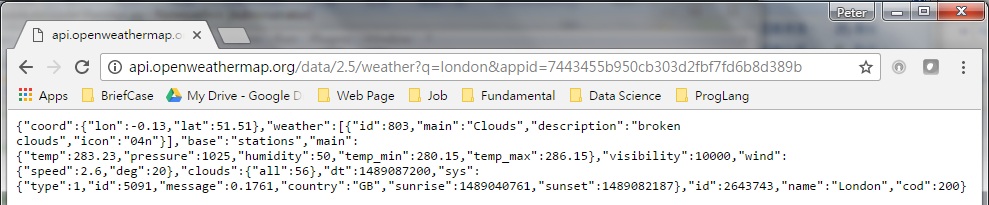 Peter
api.openweathermap.o
api.openweathermap.org/data/2.5/weather?q=london&appid=7443455b950cb303d2fbf7fd6b8d389b
Apps BriefCase My Drive - Google D Web Page Job Fundamental Data Science ProgLang
{"coord":{"lon":-0.13,"lat":51.51},"weather":[{"id":803,"main":"Clouds","description":"broken
clouds","icon":"04n"}],"base":"stations","main":
{"temp":283.23,"pressure":1025,"humidity":50,"temp_min":280.15,"temp_max":286.15},"visibility":10000,"wind":
{"speed":2.6,"deg":20},"clouds":{"all":56},"dt":1489087200,"sys":
{"type":1,"id":5091,"message":0.1761,"country":"GB","sunrise":1489040761,"sunset":1489082187},"id":2643743,"name":"London","cod":200}